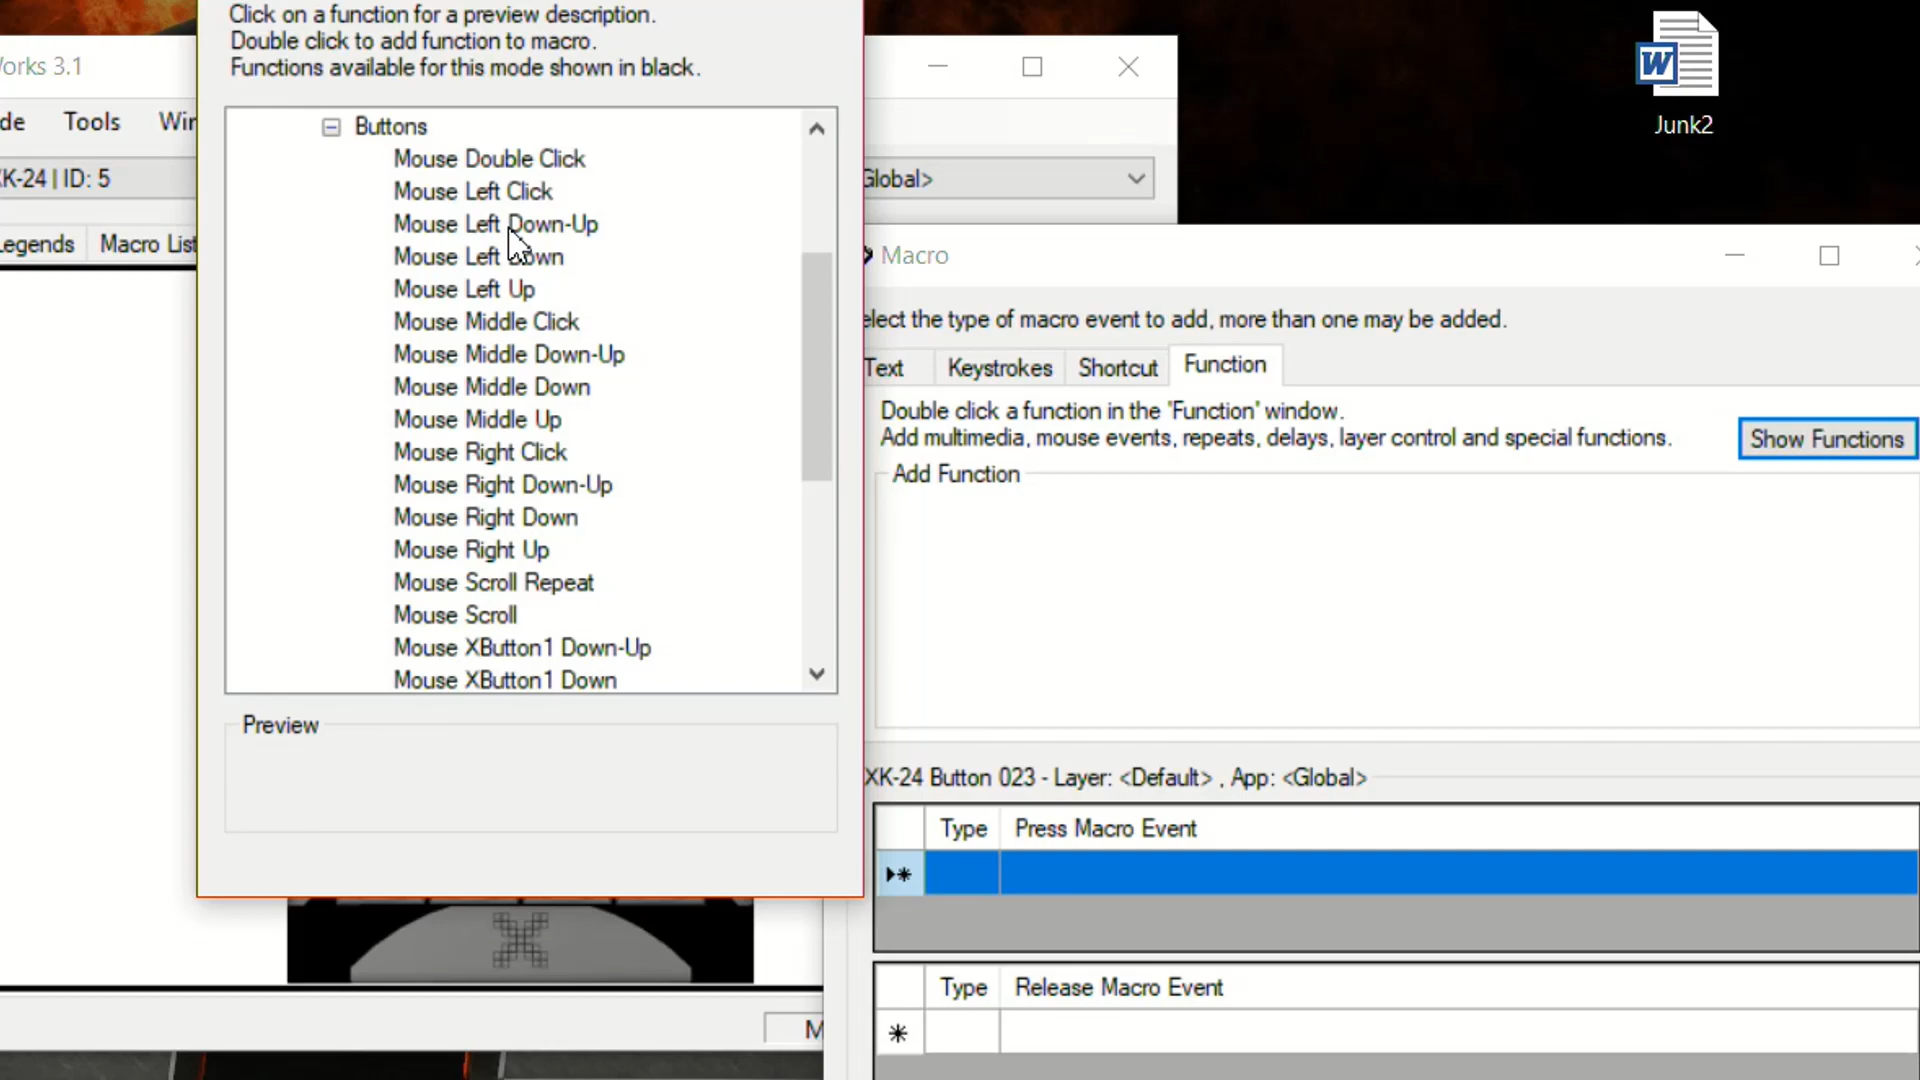 Click on a function for a preview description.
Double click to add function to macro.
Functions available for this mode shown in black.
3.1
Tools
ID: 5
Macro
Buttons
Mouse Double Click
Mouse Left Click
Mouse Left Down-Up
Mouse Left Down
Mouse Left Up
Mouse Middle Click
Mouse Middle Down-Up
Mouse Middle Down
Mouse Middle Up
Mouse Right Click
Mouse Right Down-Up
Mouse Right Down
Mouse Right Up
Mouse Scroll Repeat
Mouse Scroll
Mouse XButton1 Down-Up
Mouse XButton1 Down
Preview
Global>
Junk2
Macro
the type of macro event to add, more than one may be added.
Text
Keystrokes
Shortcut
Function
Double click a function in the 'Function' window.
Add multimedia, mouse events, repeats, delays, layer control and special functions.
Show Functions
Add Function
XK-24 Button 023 - Layer: <Default> , App: <Global>
Type Press Macro Event
Type Release Macro Event